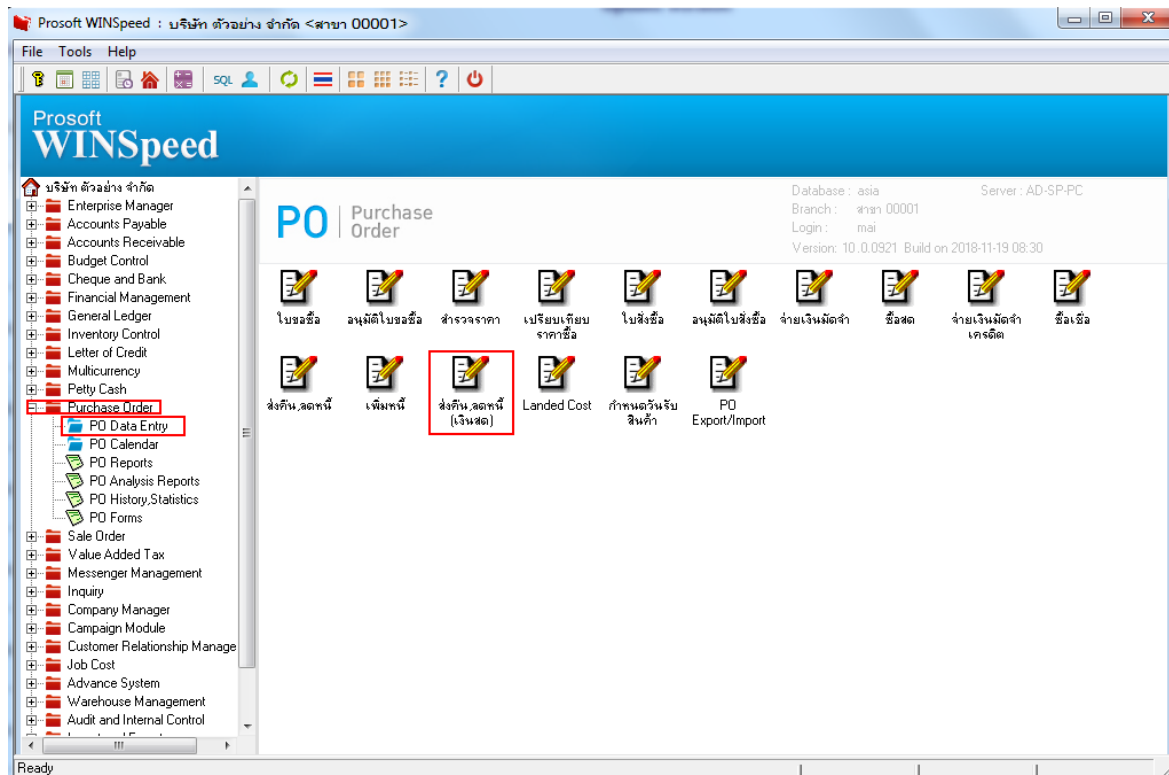 Prosoft WINSpeed : บริษัท ตัวอย่าง จำกัด <สาขา 00001>
File Tools Help
SQL
Prosoft
WINSpeed
บริษัท ตัวอย่าง จำกัด
Enterprise Manager
Accounts Payable
Accounts Receivable
Budget Control
Cheque and Bank
Financial Management
General Ledger
Inventory Control
Letter of Credit
Multicurrency
Petty Cash
Purchase Order
PO Data Entry
PO Calendar
PO Reports
PO Analysis Reports
PO History,Statistics
PO Forms
Sale Order
Value Added Tax
Messenger Management
Inquiry
Company Manager
Campaign Module
Customer Relationship Manage
Job Cost
Advance System
Warehouse Management
Audit and Internal Control
PO Purchase
Order
Database : asia Server : AD-SP-PC
Branch : สาขา 00001
Login : mai
Version: 10.0.0921 Build on 2018-11-19 08:30
ใบขอซื้อ อนุมัติใบขอซื้อ สำรวจราคา เปรียบเทียบ ใบสั่งซื้อ อนุมัติใบสั่งซื้อ จ่ายเงินมัดจำ ซื้อสด จ่ายเงินมัดจำ ซื้อเชื่อ
ราคาซื้อ เครดิต
ส่งคืน,ลดหนี้ เพิ่มหนี้ ส่งคืน,ลดหนี้ Landed Cost กำหนดวันรับ PO
(เงินสด) สินค้า Export/Import
Ready